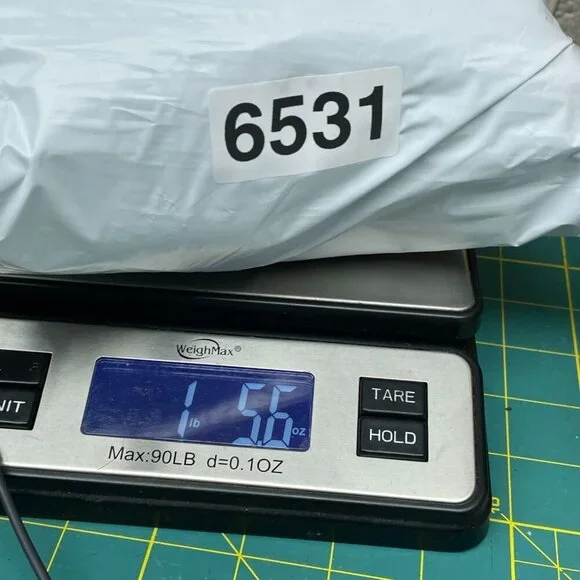 6531
WeighMax®
NIT
1 lb 5.6 oz
TARE
HOLD
Max:90LB d=0.1OZ